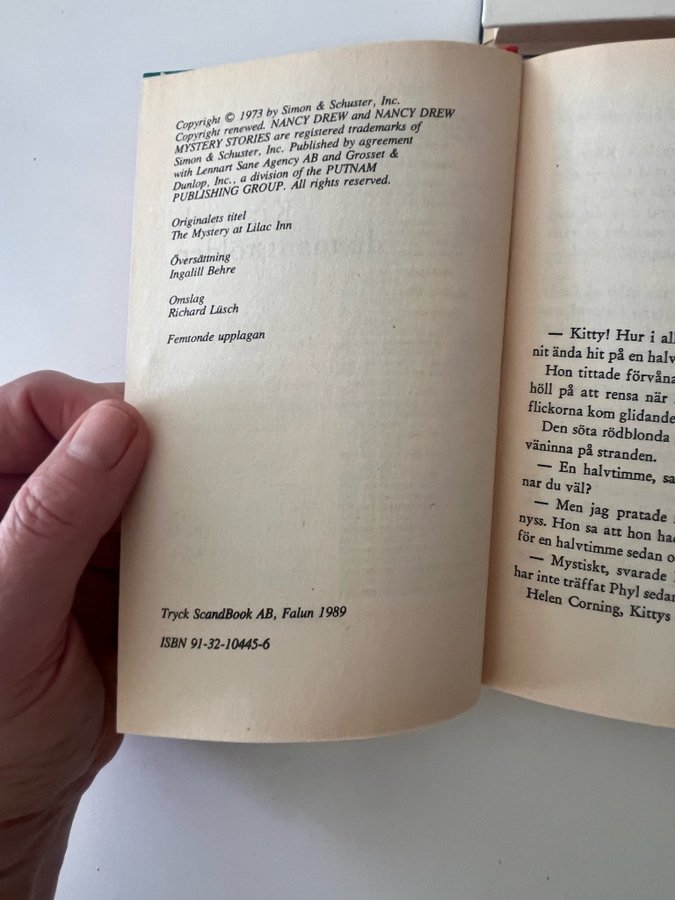 Copyright © 1973 by Simon & Schuster, Inc.
Copyright renewed. NANCY DREW and NANCY DREW
MYSTERY STORIES are registered trademarks of
Simon & Schuster, Inc. Published by agreement
with Lennart Sane Agency AB and Grosset &
Dunlop, Inc., a division of the PUTNAM
PUBLISHING GROUP. All rights reserved.
Originalets titel
The Mystery at Lilac Inn
Översättning
Ingalill Behre
Omslag
Richard Lüsch
Femtonde upplagan
Tryck ScandBook AB, Falun 1989
ISBN 91-32-10445-6
— Kitty! Hur i all
nit ända hit på en halv
Hon tittade förvåna
höll på att rensa när
flickorna kom glidande
Den söta rödblonda
väninna på stranden.
— En halvtimme, sa
nar du väl?
— Men jag pratade
nyss. Hon sa att hon had
för en halvtimme sedan o
— Mystiskt, svarade
har inte träffat Phyl sedan
Helen Corning, Kittys